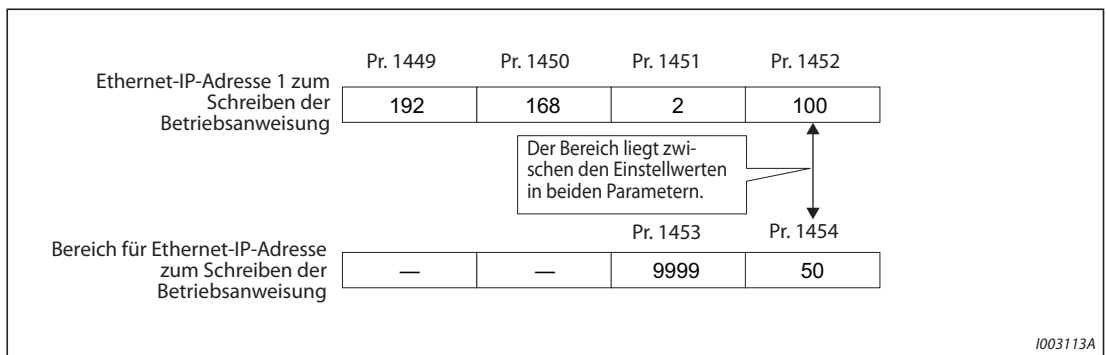 Pr. 1449 Pr. 1450 Pr. 1451 Pr. 1452
Ethernet-IP-Adresse 1 zum
Schreiben der
Betriebsanweisung
192 168 2 100
Der Bereich liegt zwi-
schen den Einstellwerten
in beiden Parametern.
Pr. 1453 Pr. 1454
Bereich für Ethernet-IP-Adresse
zum Schreiben der
Betriebsanweisung
— — 9999 50
I003113A